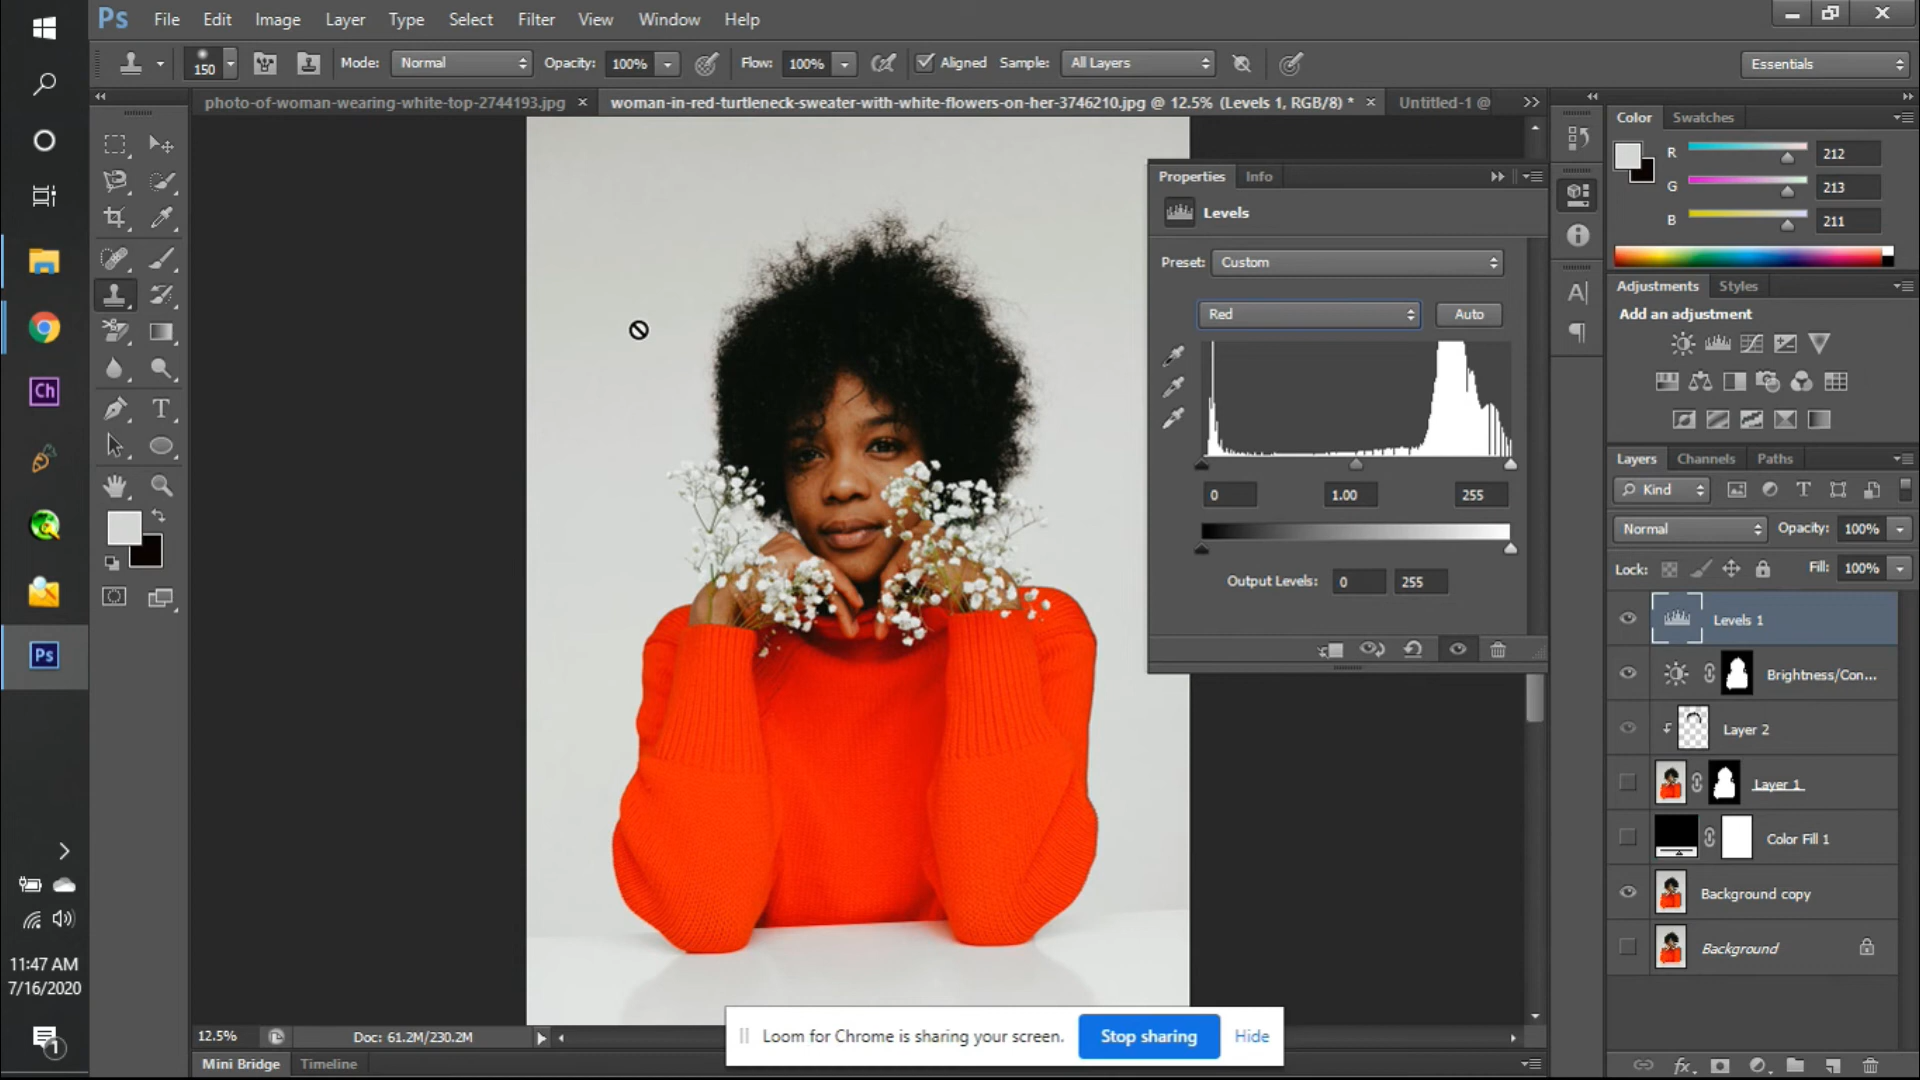 Ps File Edit Image Layer Type Select Filter View Window Help
150 Mode: Normal Opacity: 100% Flow: 100% Aligned Sample: All Layers Essentials
photo-of-woman-wearing-white-top-2744193.jpg × woman-in-red-turtleneck-sweater-with-white-flowers-on-her-3746210.jpg @ 12.5% (Levels 1, RGB/8) * × Untitled-1 @
Color Swatches
R 212
G 187
B 221
Properties Info
Levels
Preset: Custom
Red Auto
0 1.00 255
Output Levels: 0 255
Adjustments Styles
Add an adjustment
Layers Channels Paths
Kind
Normal Opacity: 100%
Lock: Fill: 100%
Levels 1
Brightness/Con...
Layer 2
Layer 1
Color Fill 1
Background copy
Background
Ch
Ps
11:47 AM
7/16/2020
1
12.5% Doc: 61.2M/230.2M
Loom for Chrome is sharing your screen. Stop sharing Hide
Mini Bridge Timeline